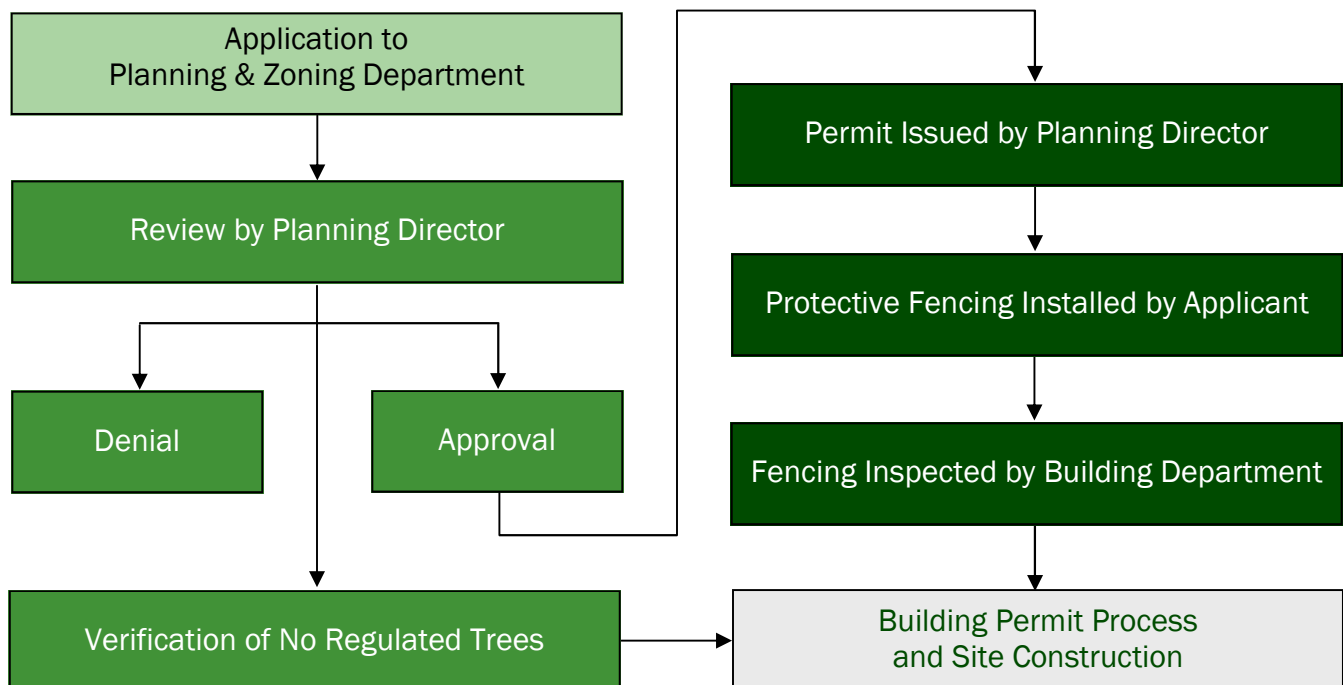 Application to
Planning & Zoning Department
Review by Planning Director
Denial
Approval
Verification of No Regulated Trees
Permit Issued by Planning Director
Protective Fencing Installed by Applicant
Fencing Inspected by Building Department
Building Permit Process
and Site Construction